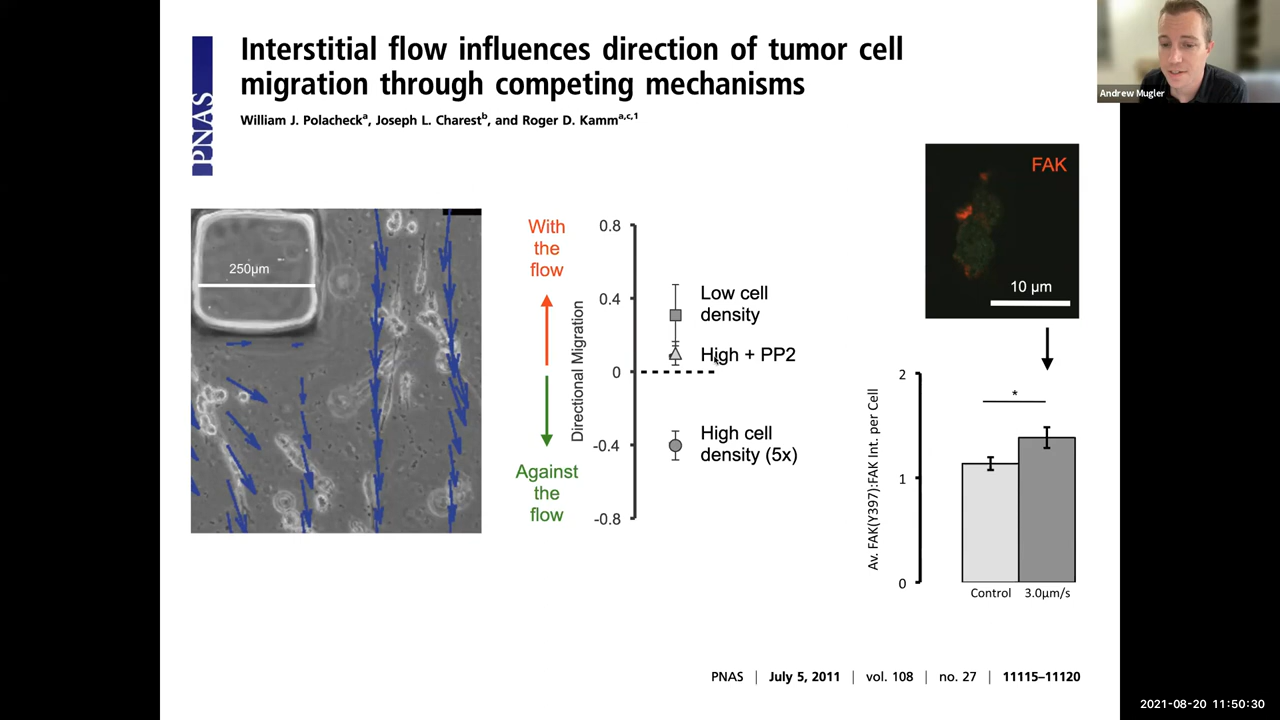 PNAS
Interstitial flow influences direction of tumor cell
migration through competing mechanisms
William J. Polacheckᵃ, Joseph L. Charestᵇ, and Roger D. Kammᵃ,ᶜ,¹
Andrew Mugler
250µm
With
the
flow
Against
the
flow
Directional Migration
0.8
0.4
0
-0.4
-0.8
Low cell
density
High + PP2
High cell
density (5x)
FAK
10 µm
Av. FAK(Y397):FAK Int. per Cell
2
1
0
*
Control 3.0µm/s
PNAS | July 5, 2011 | vol. 108 | no. 27 | 11115–11120
2021-08-20 11:50:30